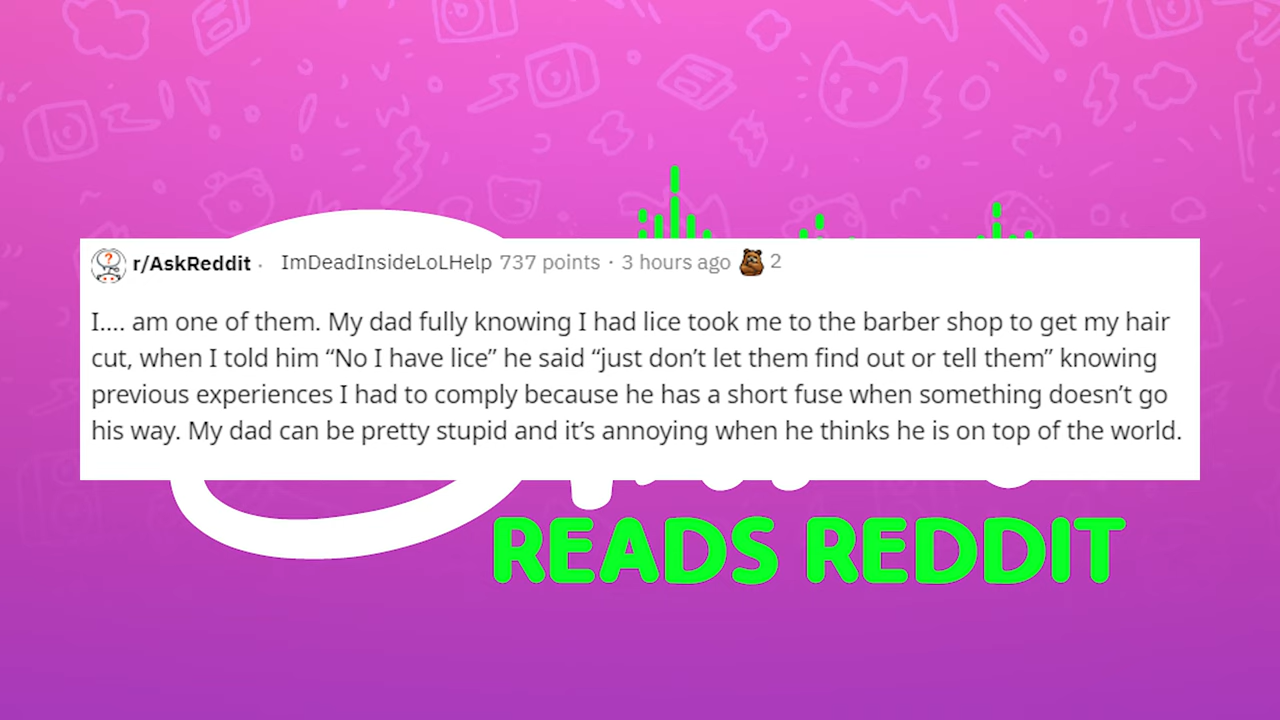 r/AskReddit · ImDeadInsideLoLHelp 737 points · 3 hours ago 2
I.... am one of them. My dad fully knowing I had lice took me to the barber shop to get my hair
cut, when I told him “No I have lice” he said “just don’t let them find out or tell them” knowing
previous experiences I had to comply because he has a short fuse when something doesn’t go
his way. My dad can be pretty stupid and it’s annoying when he thinks he is on top of the world.
READS REDDIT